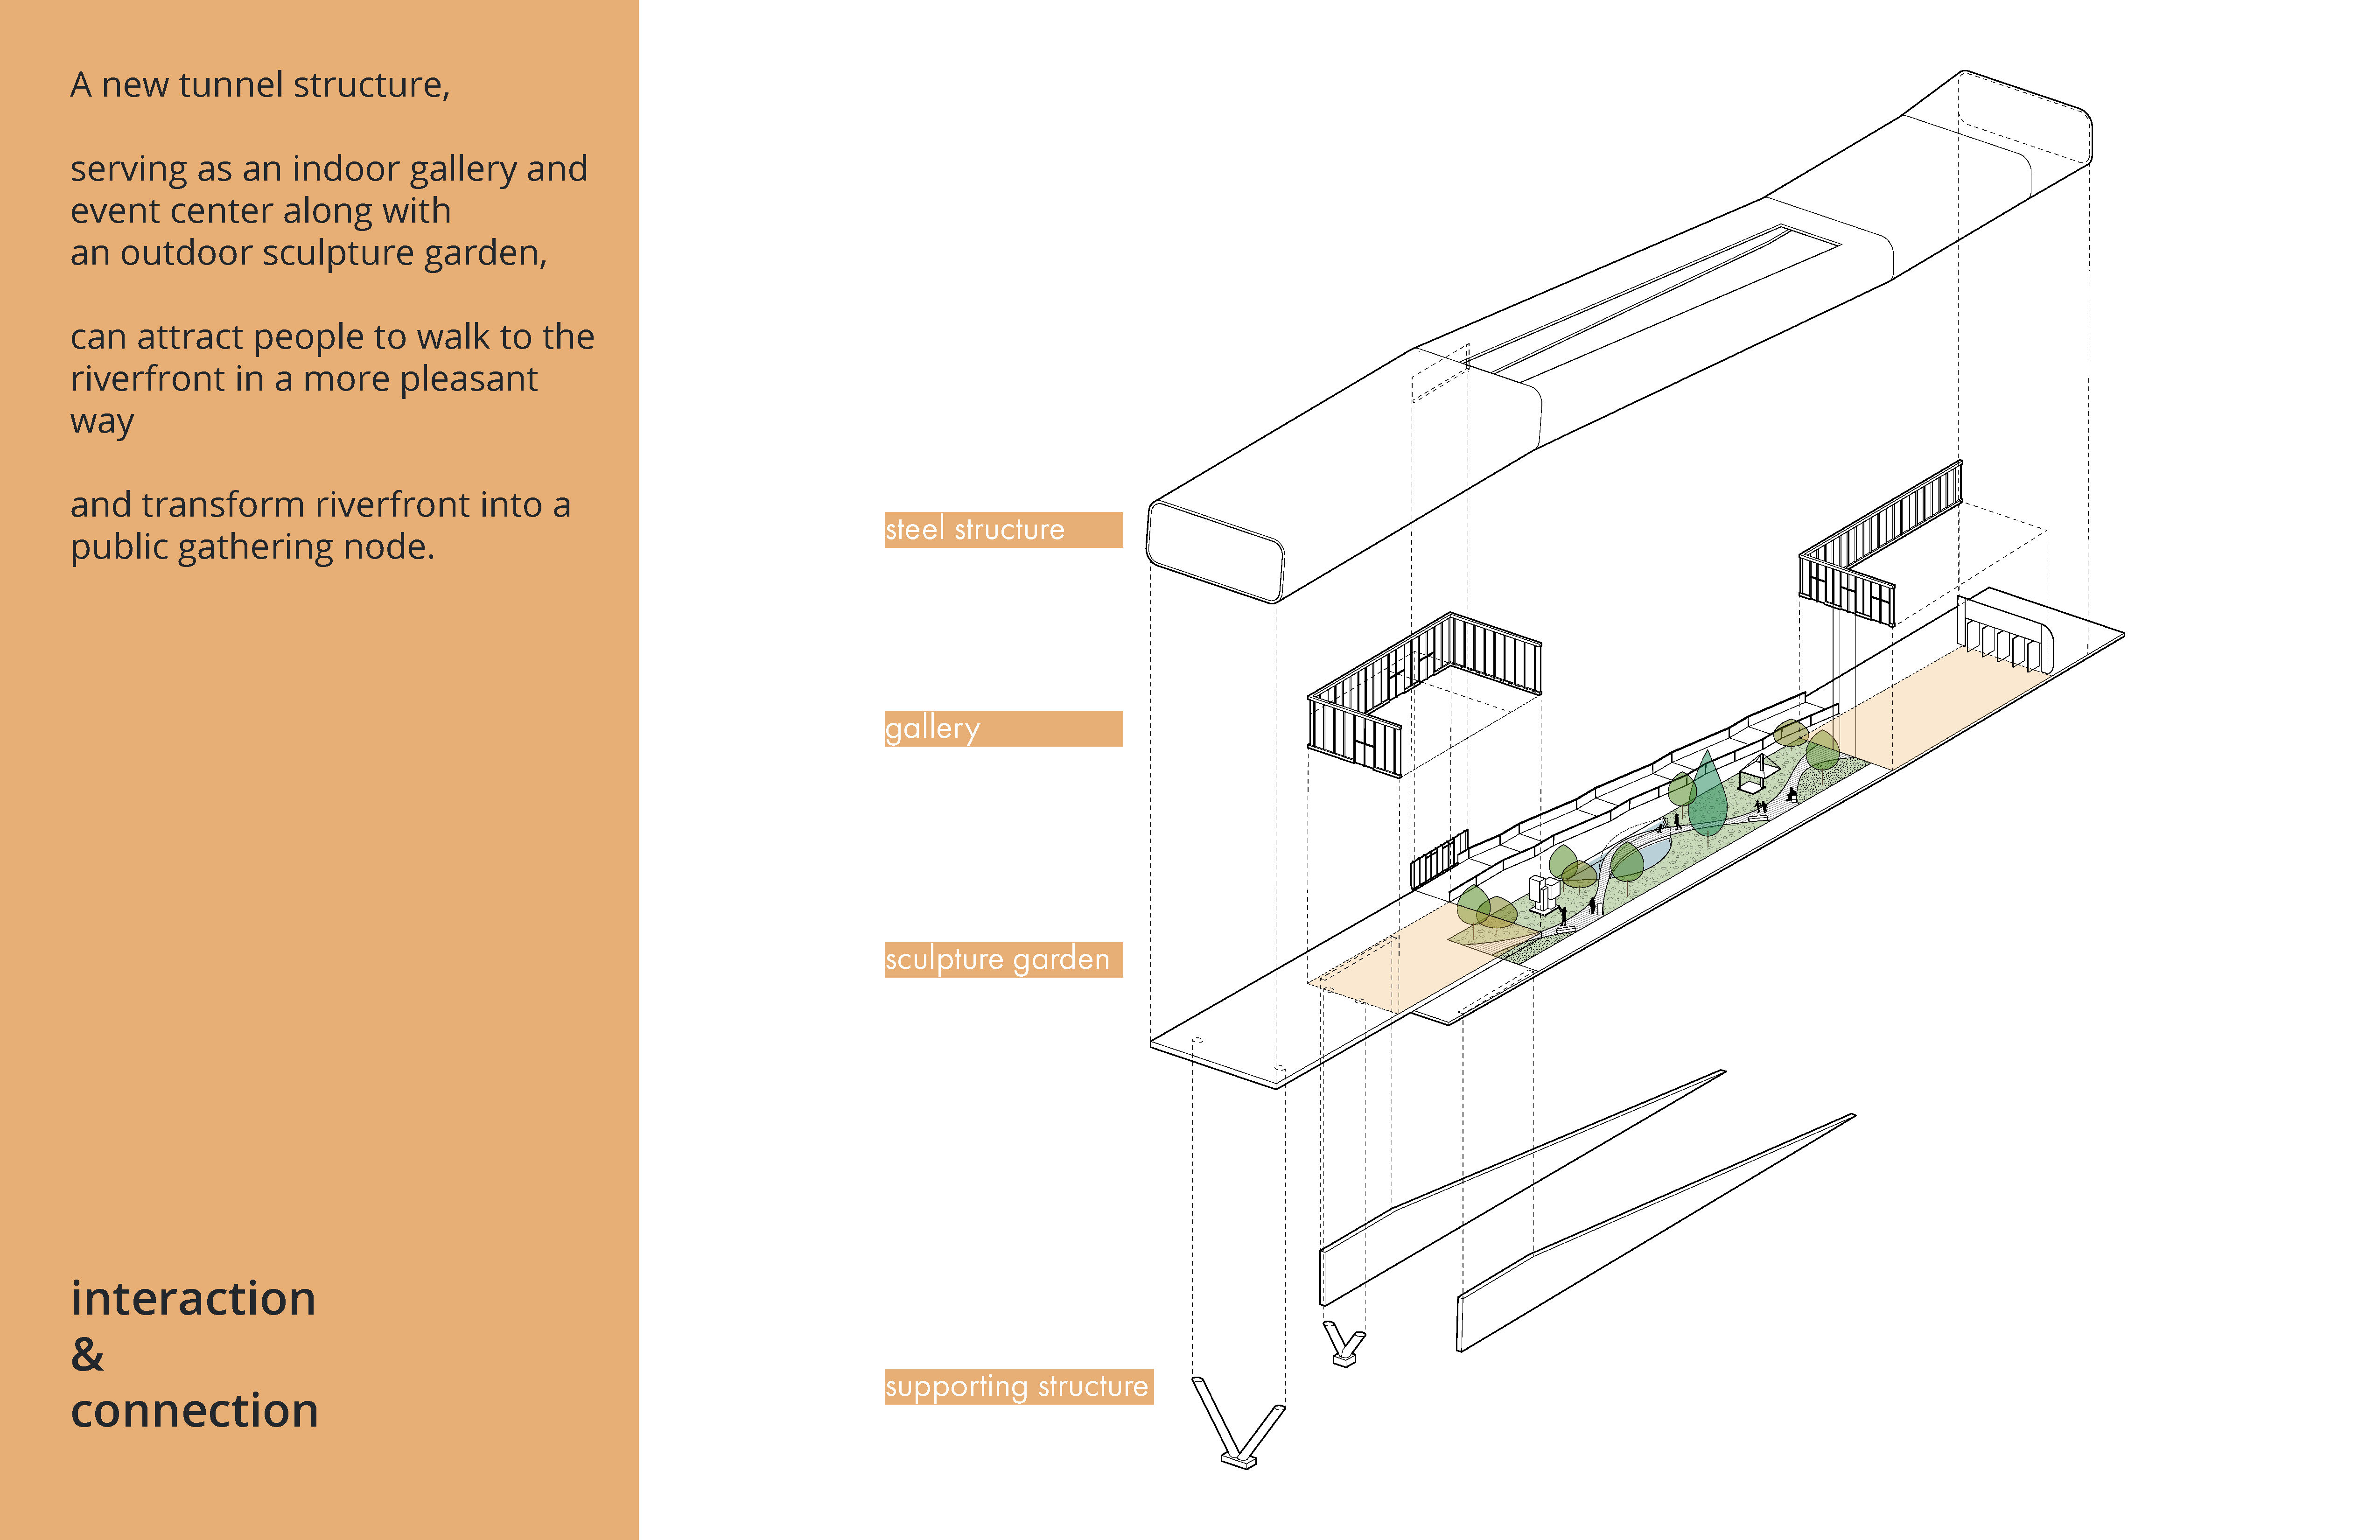 A new tunnel structure,
serving as an indoor gallery and
event center along with
an outdoor sculpture garden,
can attract people to walk to the
riverfront in a more pleasant
way
and transform riverfront into a
public gathering node.
interaction
&
connection
steel structure
gallery
sculpture garden
supporting structure